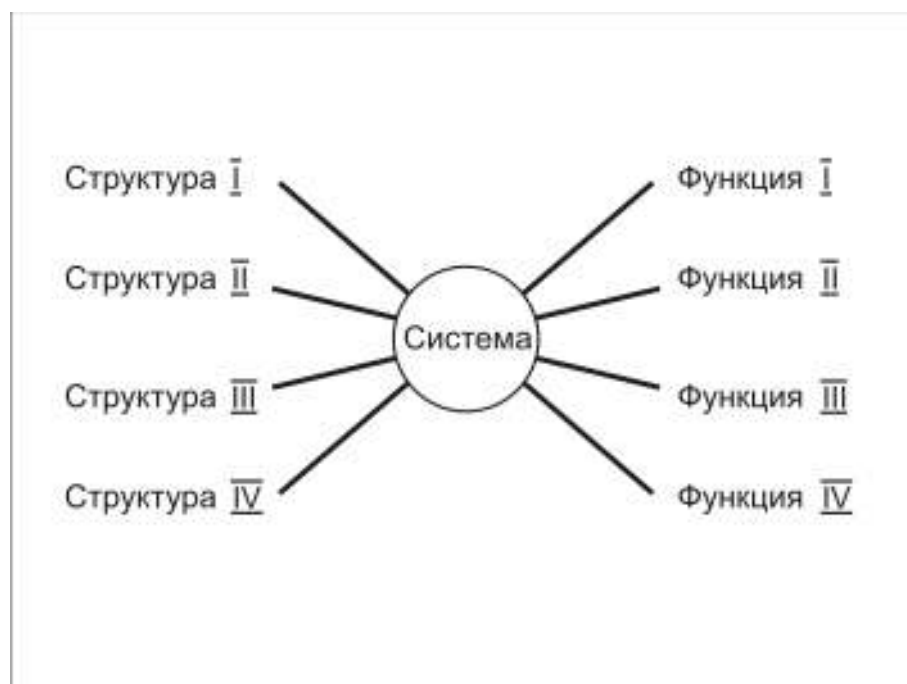 Структура I
Функция I
Структура II
Функция II
Система
Структура III
Функция III
Структура IV
Функция IV